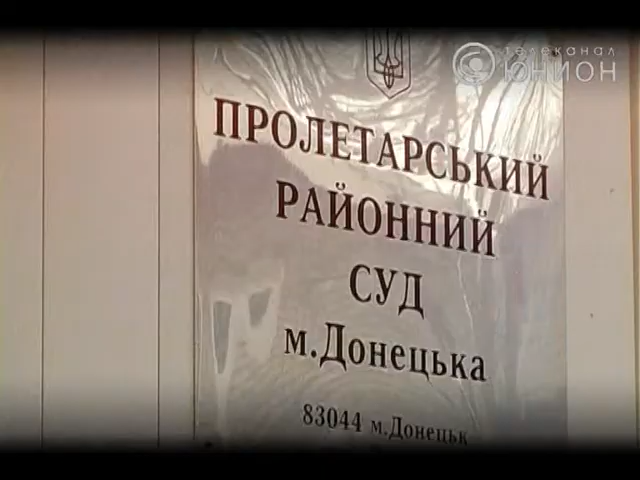 телеканал
ЮНИОН
ПРОЛЕТАРСЬКИЙ
РАЙОННИЙ
СУД
м.Донецька
83044 м.Донецьк